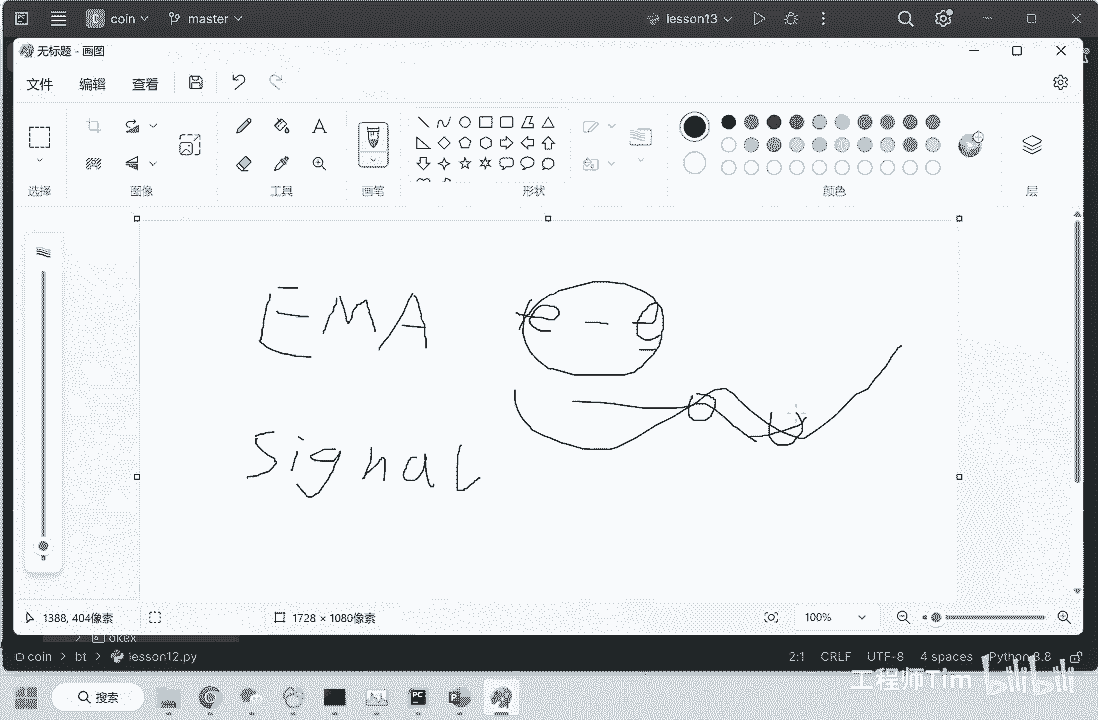 coin master lesson13
无标题 - 画图
文件 编辑 查看
选择 图像 工具 画笔 形状 颜色 层
EMA
Signal
1388, 404像素 1728 × 1080像素 100%
okex
coin > bt > lesson12.py 2:1 CRLF UTF-8 4 spaces Python 3.8
工程师Tim bilibili
搜索